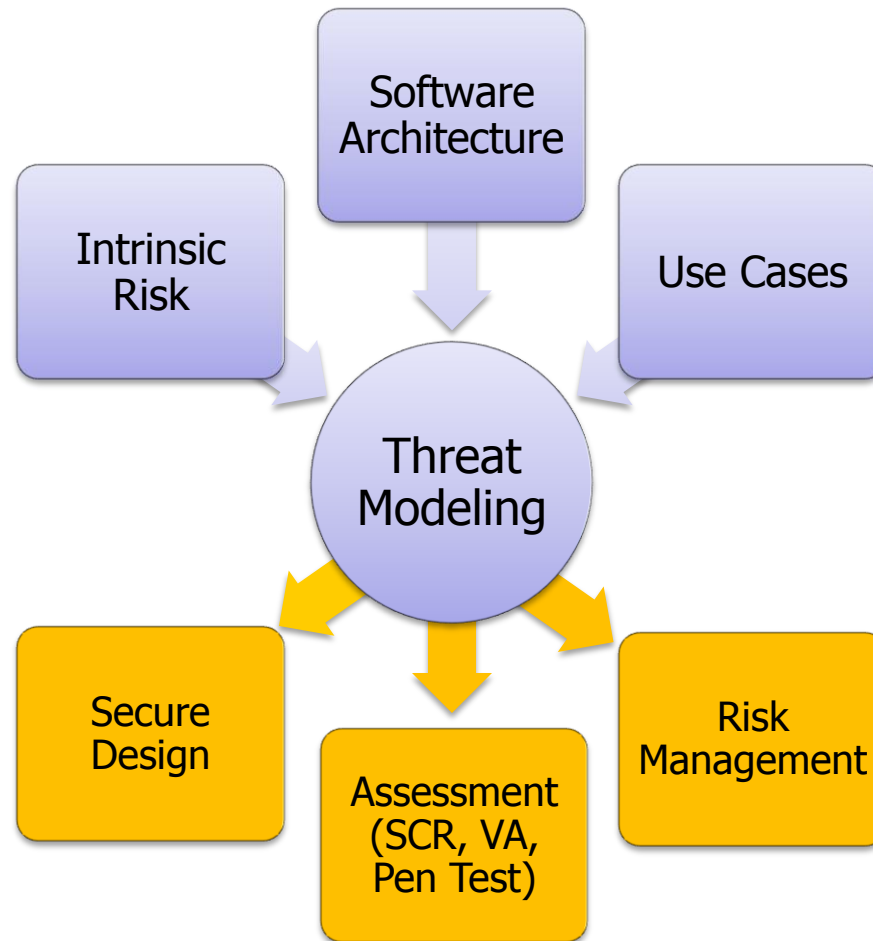 Software
Architecture
Intrinsic
Risk
Use Cases
Threat
Modeling
Secure
Design
Assessment
(SCR, VA,
Pen Test)
Risk
Management